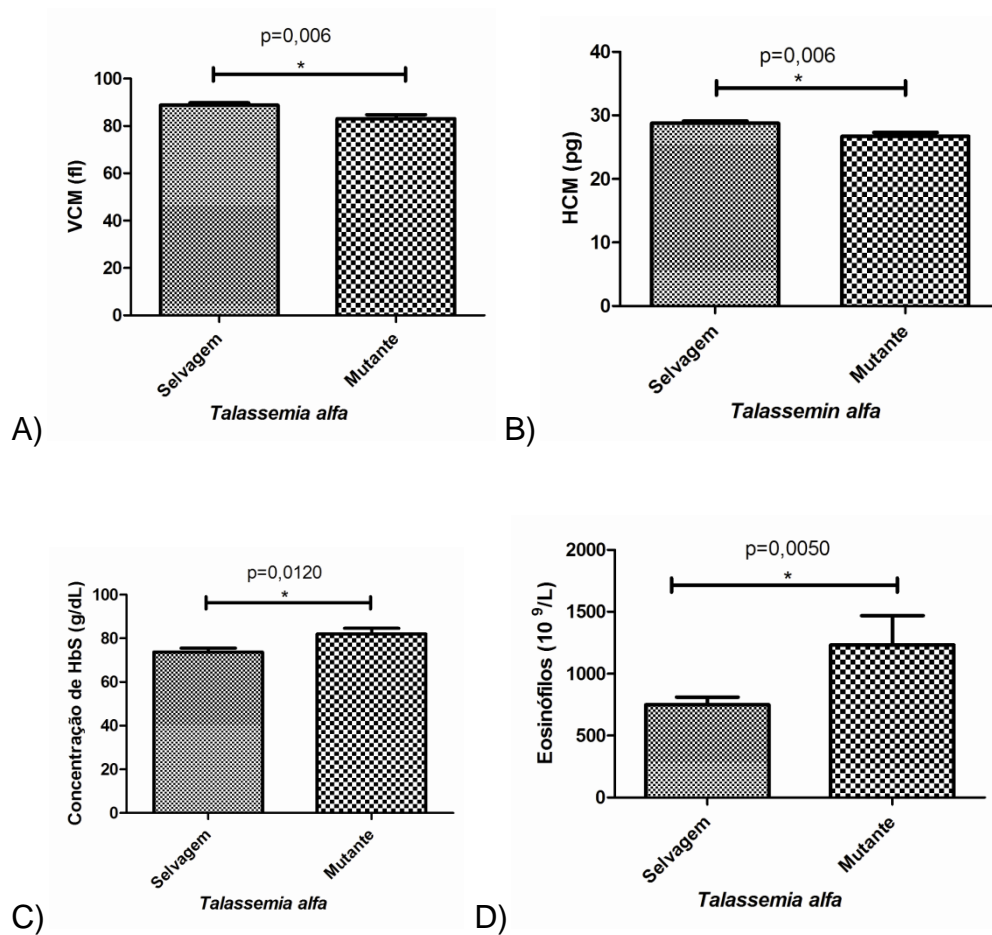 p=0,006
*
VCM (fl)
100
80
60
40
20
0
Selvagem
Mutante
Talassemia alfa
A)
p=0,006
*
HCM (pg)
40
30
20
10
0
Selvagem
Mutante
Talassemin alfa
B)
p=0,0120
*
Concentração de HbS (g/dL)
100
80
60
40
20
0
Selvagem
Mutante
Talassemia alfa
C)
p=0,0050
*
Eosinófilos (10 9/L)
2000
1500
1000
500
0
Selvagem
Mutante
Talassemia alfa
D)